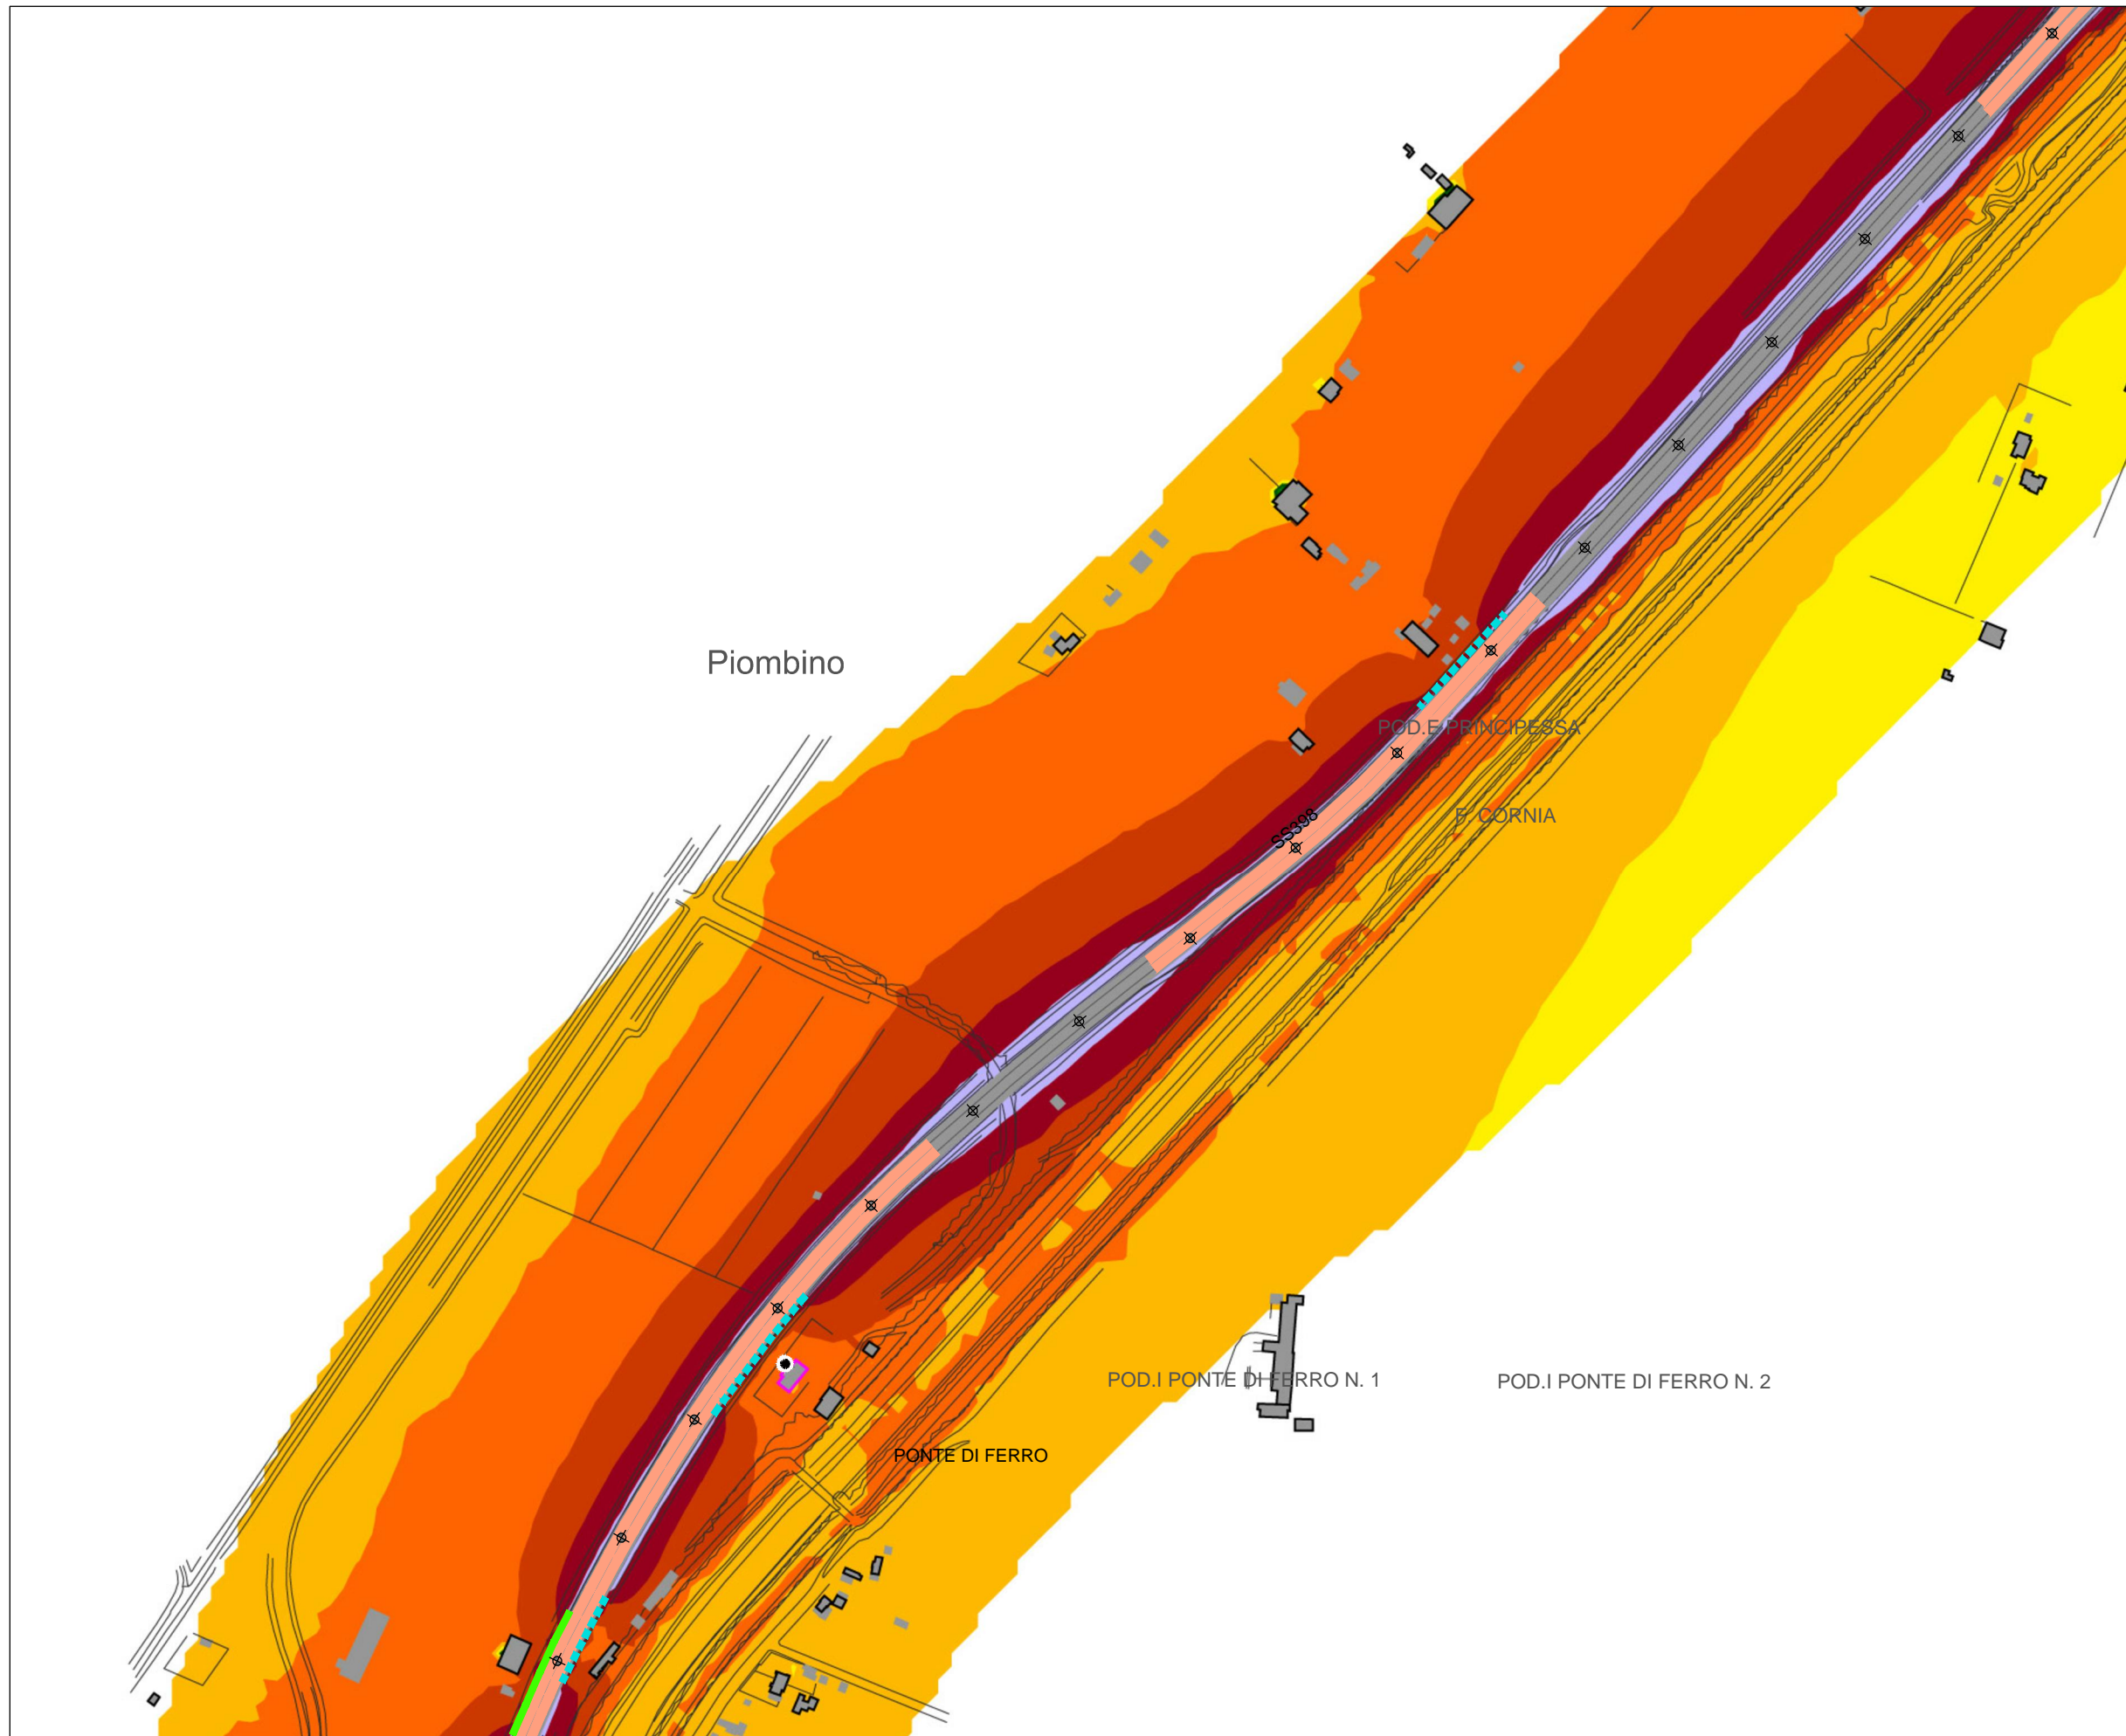 Piombino
POD.E PRINCIPESSA
F. CORNIA
SS398
POD.I PONTE DI FERRO N. 1
POD.I PONTE DI FERRO N. 2
PONTE DI FERRO